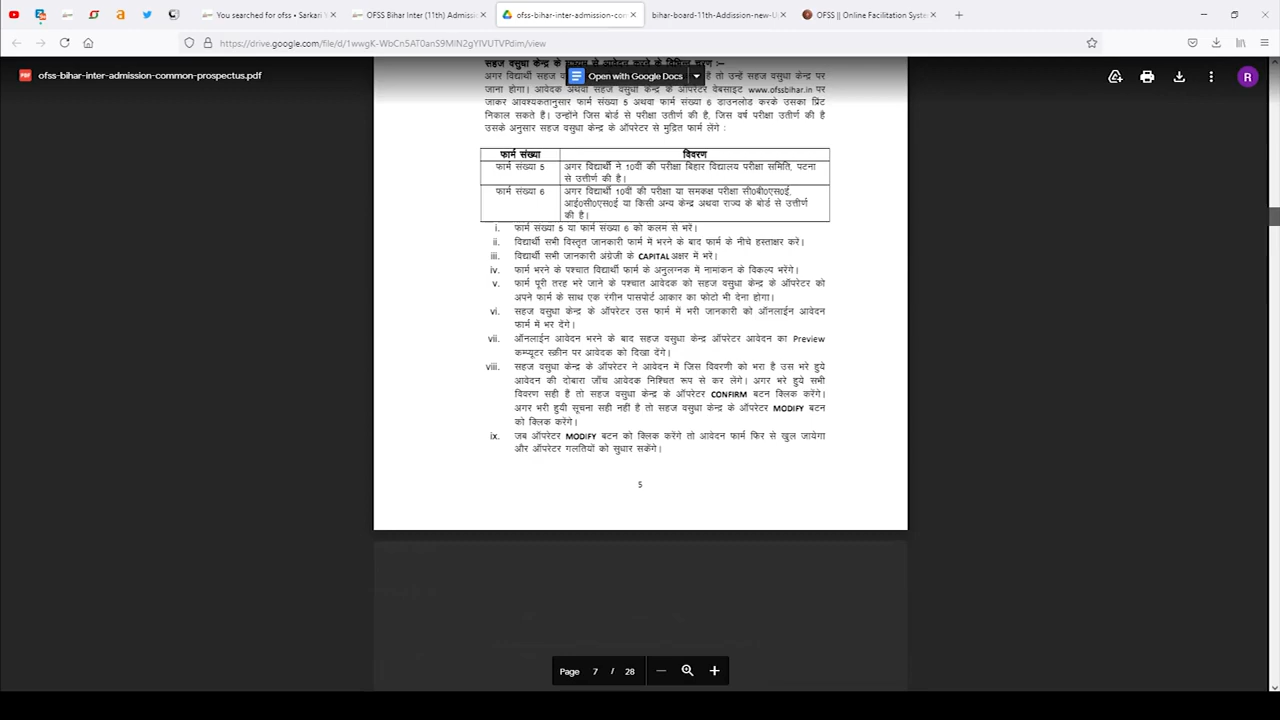 You searched for ofss • Sarkari
OFSS Bihar Inter (11th) Admissi
ofss-bihar-inter-admission-com
bihar-board-11th-Addission-new-U
OFSS || Online Facilitation System
https://drive.google.com/file/d/1wwgK-WbCn5AT0anS9MiN2gYIVUTVPdim/view
PDF ofss-bihar-inter-admission-common-prospectus.pdf
Open with Google Docs
R
सहज वसुधा केन्द्र के माध्यम से आवेदन करने के विभिन्न चरण :–
अगर विद्यार्थी सहज है तो उन्हें सहज वसुधा केन्द्र पर
जाना होगा। आवेदक अथवा सहज वसुधा केन्द्र के ऑपरेटर वेबसाइट www.ofssbihar.in पर
जाकर आवश्यकतानुसार फार्म संख्या 5 अथवा फार्म संख्या 6 डाउनलोड करके उसका प्रिंट
निकाल सकते हैं। उन्होंने जिस बोर्ड से परीक्षा उतीर्ण की है, जिस वर्ष परीक्षा उतीर्ण की है
उसके अनुसार सहज वसुधा केन्द्र के ऑपरेटर से मुद्रित फार्म लेंगे :
फार्म संख्या विवरण
फार्म संख्या 5 अगर विद्यार्थी ने 10वीं की परीक्षा बिहार विद्यालय परीक्षा समिति, पटना
से उत्तीर्ण की है।
फार्म संख्या 6 अगर विद्यार्थी 10वीं की परीक्षा या समकक्ष परीक्षा सी0बी0एस0ई,
आई0सी0एस0ई या किसी अन्य केन्द्र अथवा राज्य के बोर्ड से उत्तीर्ण
की है।
i. फार्म संख्या 5 या फार्म संख्या 6 को कलम से भरें।
ii. विद्यार्थी सभी विस्तृत जानकारी फार्म में भरने के बाद फार्म के नीचे हस्ताक्षर करें।
iii. विद्यार्थी सभी जानकारी अंग्रेजी के CAPITAL अक्षर में भरें।
iv. फार्म भरने के पश्चात विद्यार्थी फार्म के अनुलग्नक में नामाकन के विकल्प भरेंगे।
v. फार्म पूरी तरह भरे जाने के पश्चात आवेदक को सहज वसुधा केन्द्र के ऑपरेटर को
अपने फार्म के साथ एक रंगीन पासपोर्ट आकार का फोटो भी देना होगा।
vi. सहज वसुधा केन्द्र के ऑपरेटर उस फार्म में भरी जानकारी को ऑनलाईन आवेदन
फार्म में भर देंगे।
vii. ऑनलाईन आवेदन भरने के बाद सहज वसुधा केन्द्र ऑपरेटर आवेदन का Preview
कम्प्यूटर स्क्रीन पर आवेदक को दिखा देंगे।
viii. सहज वसुधा केन्द्र के ऑपरेटर ने आवेदन में जिस विवरणी को भरा है उस भरे हुये
आवेदन की दोबारा जाँच आवेदक निश्चित रूप से कर लेंगे। अगर भरे हुये सभी
विवरण सही है तो सहज वसुधा केन्द्र के ऑपरेटर CONFIRM बटन क्लिक करेंगे।
अगर भरी हुयी सूचना सही नहीं है तो सहज वसुधा केन्द्र के ऑपरेटर MODIFY बटन
को क्लिक करेंगे।
ix. जब ऑपरेटर MODIFY बटन को क्लिक करेंगे तो आवेदन फार्म फिर से खुल जायेगा
और ऑपरेटर गलतियों को सुधार सकेंगे।
5
Page 7 / 28